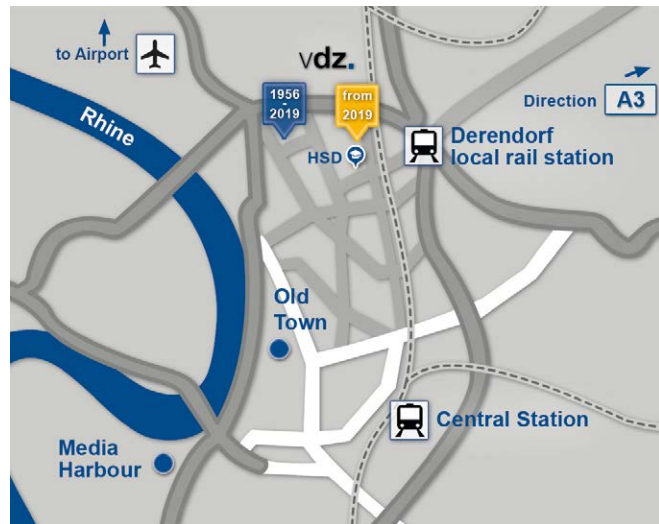 to Airport
vdz.
1956
-
2019
from
2019
Direction
A3
Rhine
HSD
Derendorf
local rail station
Old
Town
Central Station
Media
Harbour